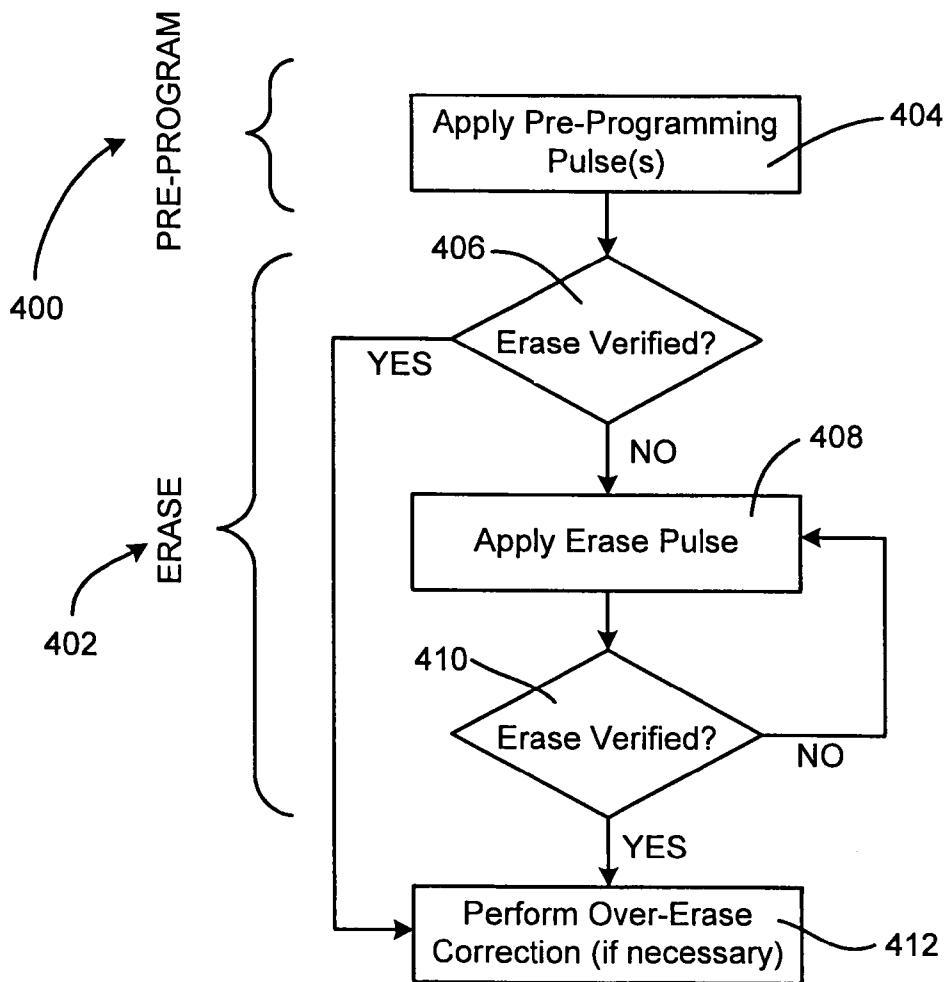 PRE-PROGRAM
400
Apply Pre-Programming
Pulse(s)
404
406
Erase Verified?
YES
NO
408
ERASE
402
Apply Erase Pulse
410
Erase Verified?
NO
YES
Perform Over-Erase
Correction (if necessary)
412